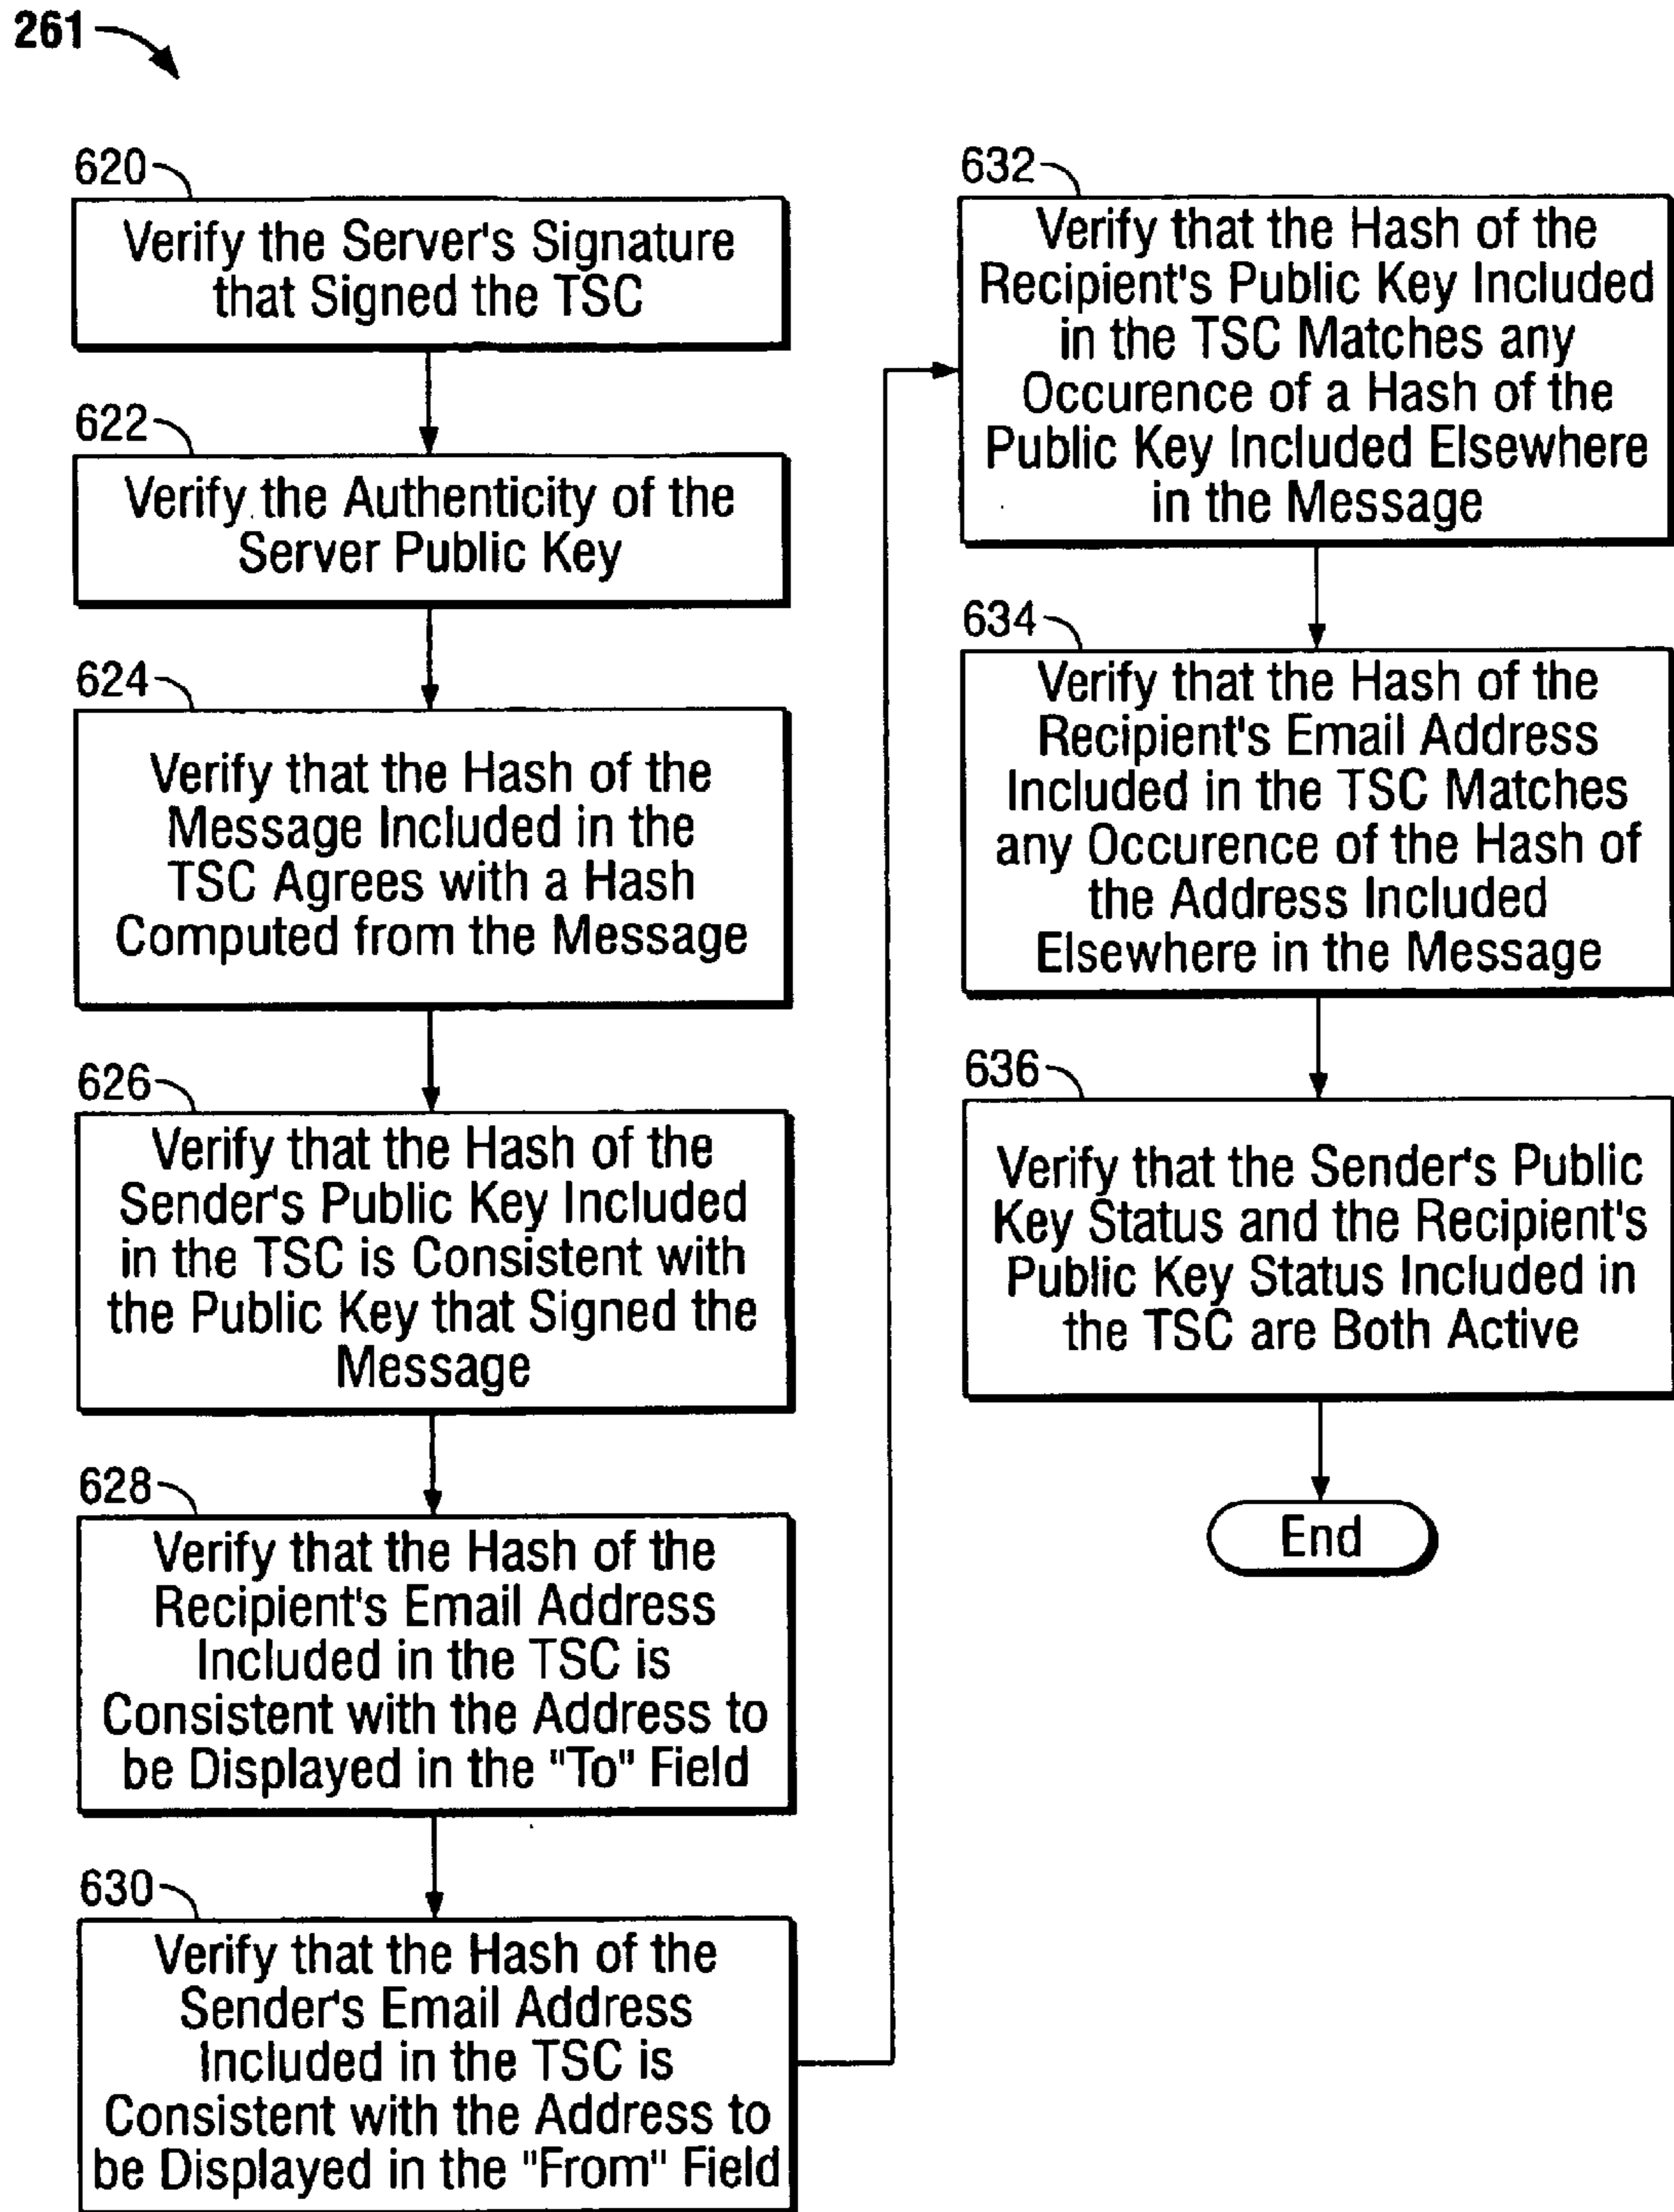 261
620
Verify the Server's Signature
that Signed the TSC
622
Verify the Authenticity of the
Server Public Key
624
Verify that the Hash of the
Message Included in the
TSC Agrees with a Hash
Computed from the Message
626
Verify that the Hash of the
Sender's Public Key Included
in the TSC is Consistent with
the Public Key that Signed the
Message
628
Verify that the Hash of the
Recipient's Email Address
Included in the TSC is
Consistent with the Address to
be Displayed in the "To" Field
630
Verify that the Hash of the
Sender's Email Address
Included in the TSC is
Consistent with the Address to
be Displayed in the "From" Field
632
Verify that the Hash of the
Recipient's Public Key Included
in the TSC Matches any
Occurence of a Hash of the
Public Key Included Elsewhere
in the Message
634
Verify that the Hash of the
Recipient's Email Address
Included in the TSC Matches
any Occurence of the Hash of
the Address Included
Elsewhere in the Message
636
Verify that the Sender's Public
Key Status and the Recipient's
Public Key Status Included in
the TSC are Both Active
End